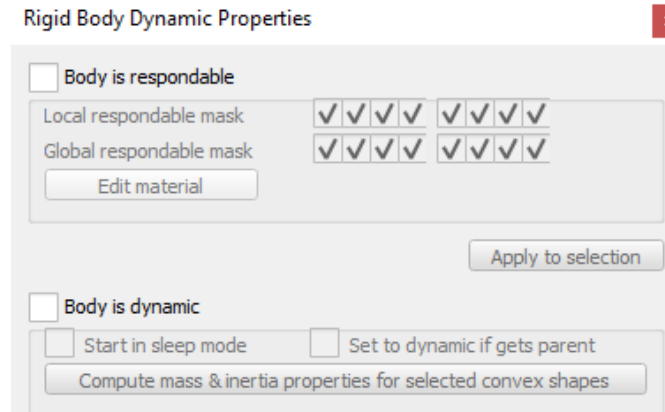 Rigid Body Dynamic Properties
Body is respondable
Local respondable mask
Global respondable mask
Edit material
Apply to selection
Body is dynamic
Start in sleep mode Set to dynamic if gets parent
Compute mass & inertia properties for selected convex shapes